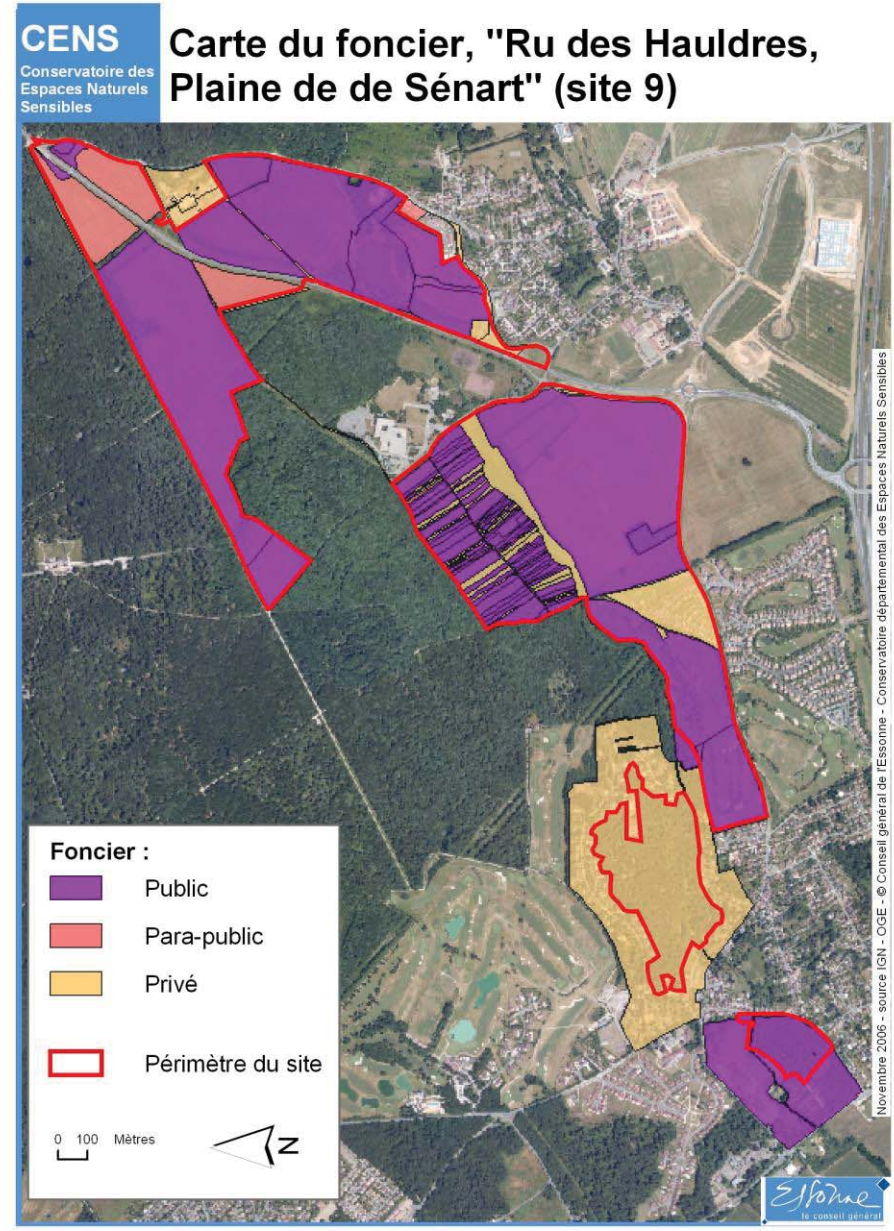 CENS
Conservatoire des
Espaces Naturels
Sensibles
Carte du foncier, "Ru des Hauldres,
Plaine de de Sénart" (site 9)
Foncier :
Public
Para-public
Privé
Périmètre du site
0 100 Mètres
N
Novembre 2006 - source IGN - OGE - © Conseil général de l'Essonne - Conservatoire départemental des Espaces Naturels Sensibles
Essonne
le conseil général